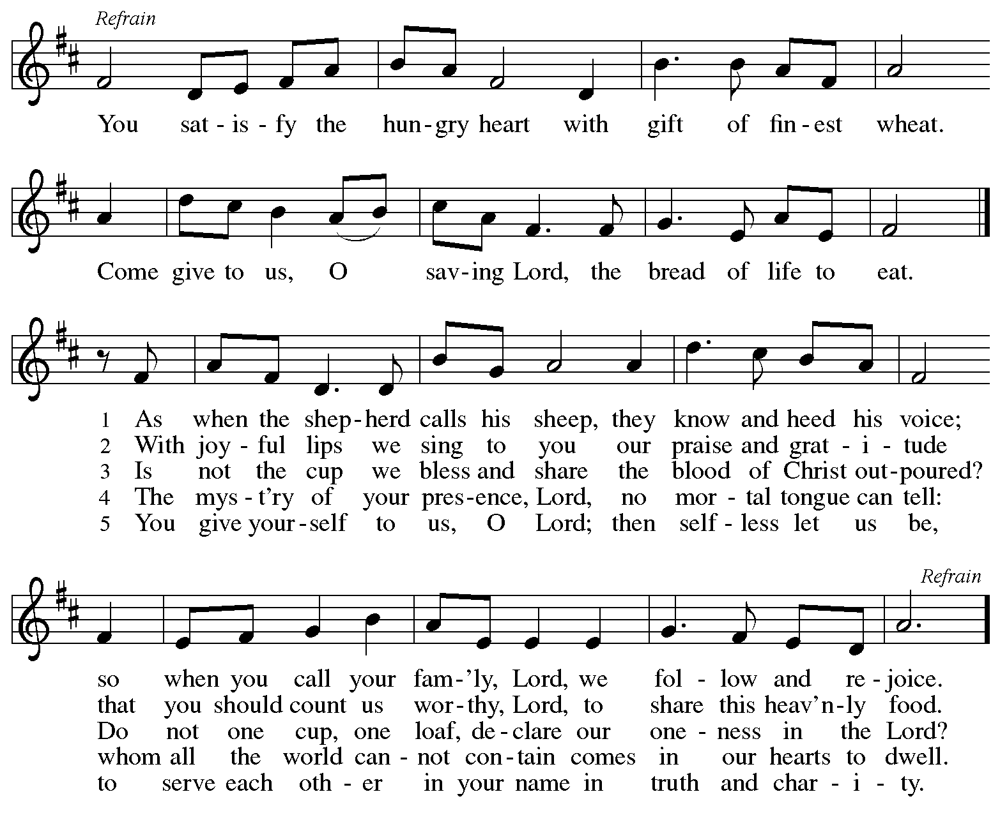 Refrain
You sat - is - fy the hun - gry heart with gift of fin - est wheat.
Come give to us, O sav - ing Lord, the bread of life to eat.
1 As when the shep - herd calls his sheep, they know and heed his voice;
2 With joy - ful lips we sing to you our praise and grat - i - tude
3 Is not the cup we bless and share the blood of Christ out - poured?
4 The mys - t'ry of your pres - ence, Lord, no mor - tal tongue can tell:
5 You give your - self to us, O Lord; then self - less let us be,
Refrain
so when you call your fam - 'ly, Lord, we fol - low and re - joice.
that you should count us wor - thy, Lord, to share this heav'n - ly food.
Do not one cup, one loaf, de - clare our one - ness in the Lord?
whom all the world can - not con - tain comes in our hearts to dwell.
to serve each oth - er in your name in truth and char - i - ty.